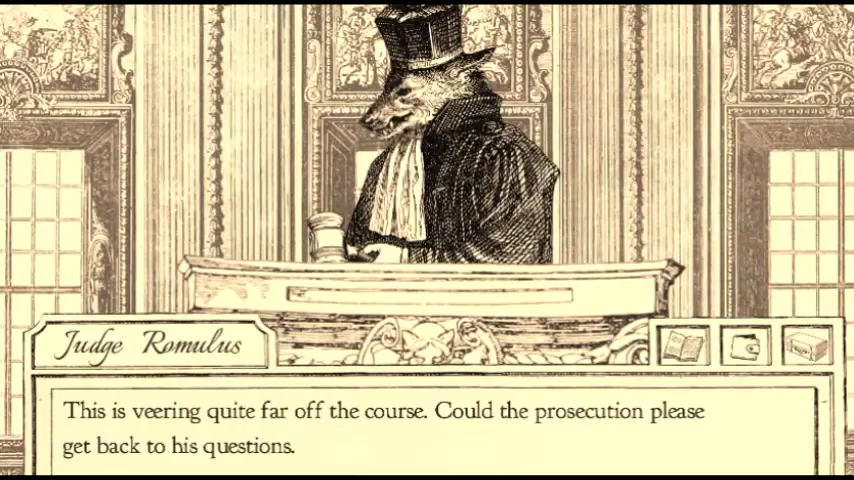 Judge Romulus
This is veering quite far off the course. Could the prosecution please
get back to his questions.